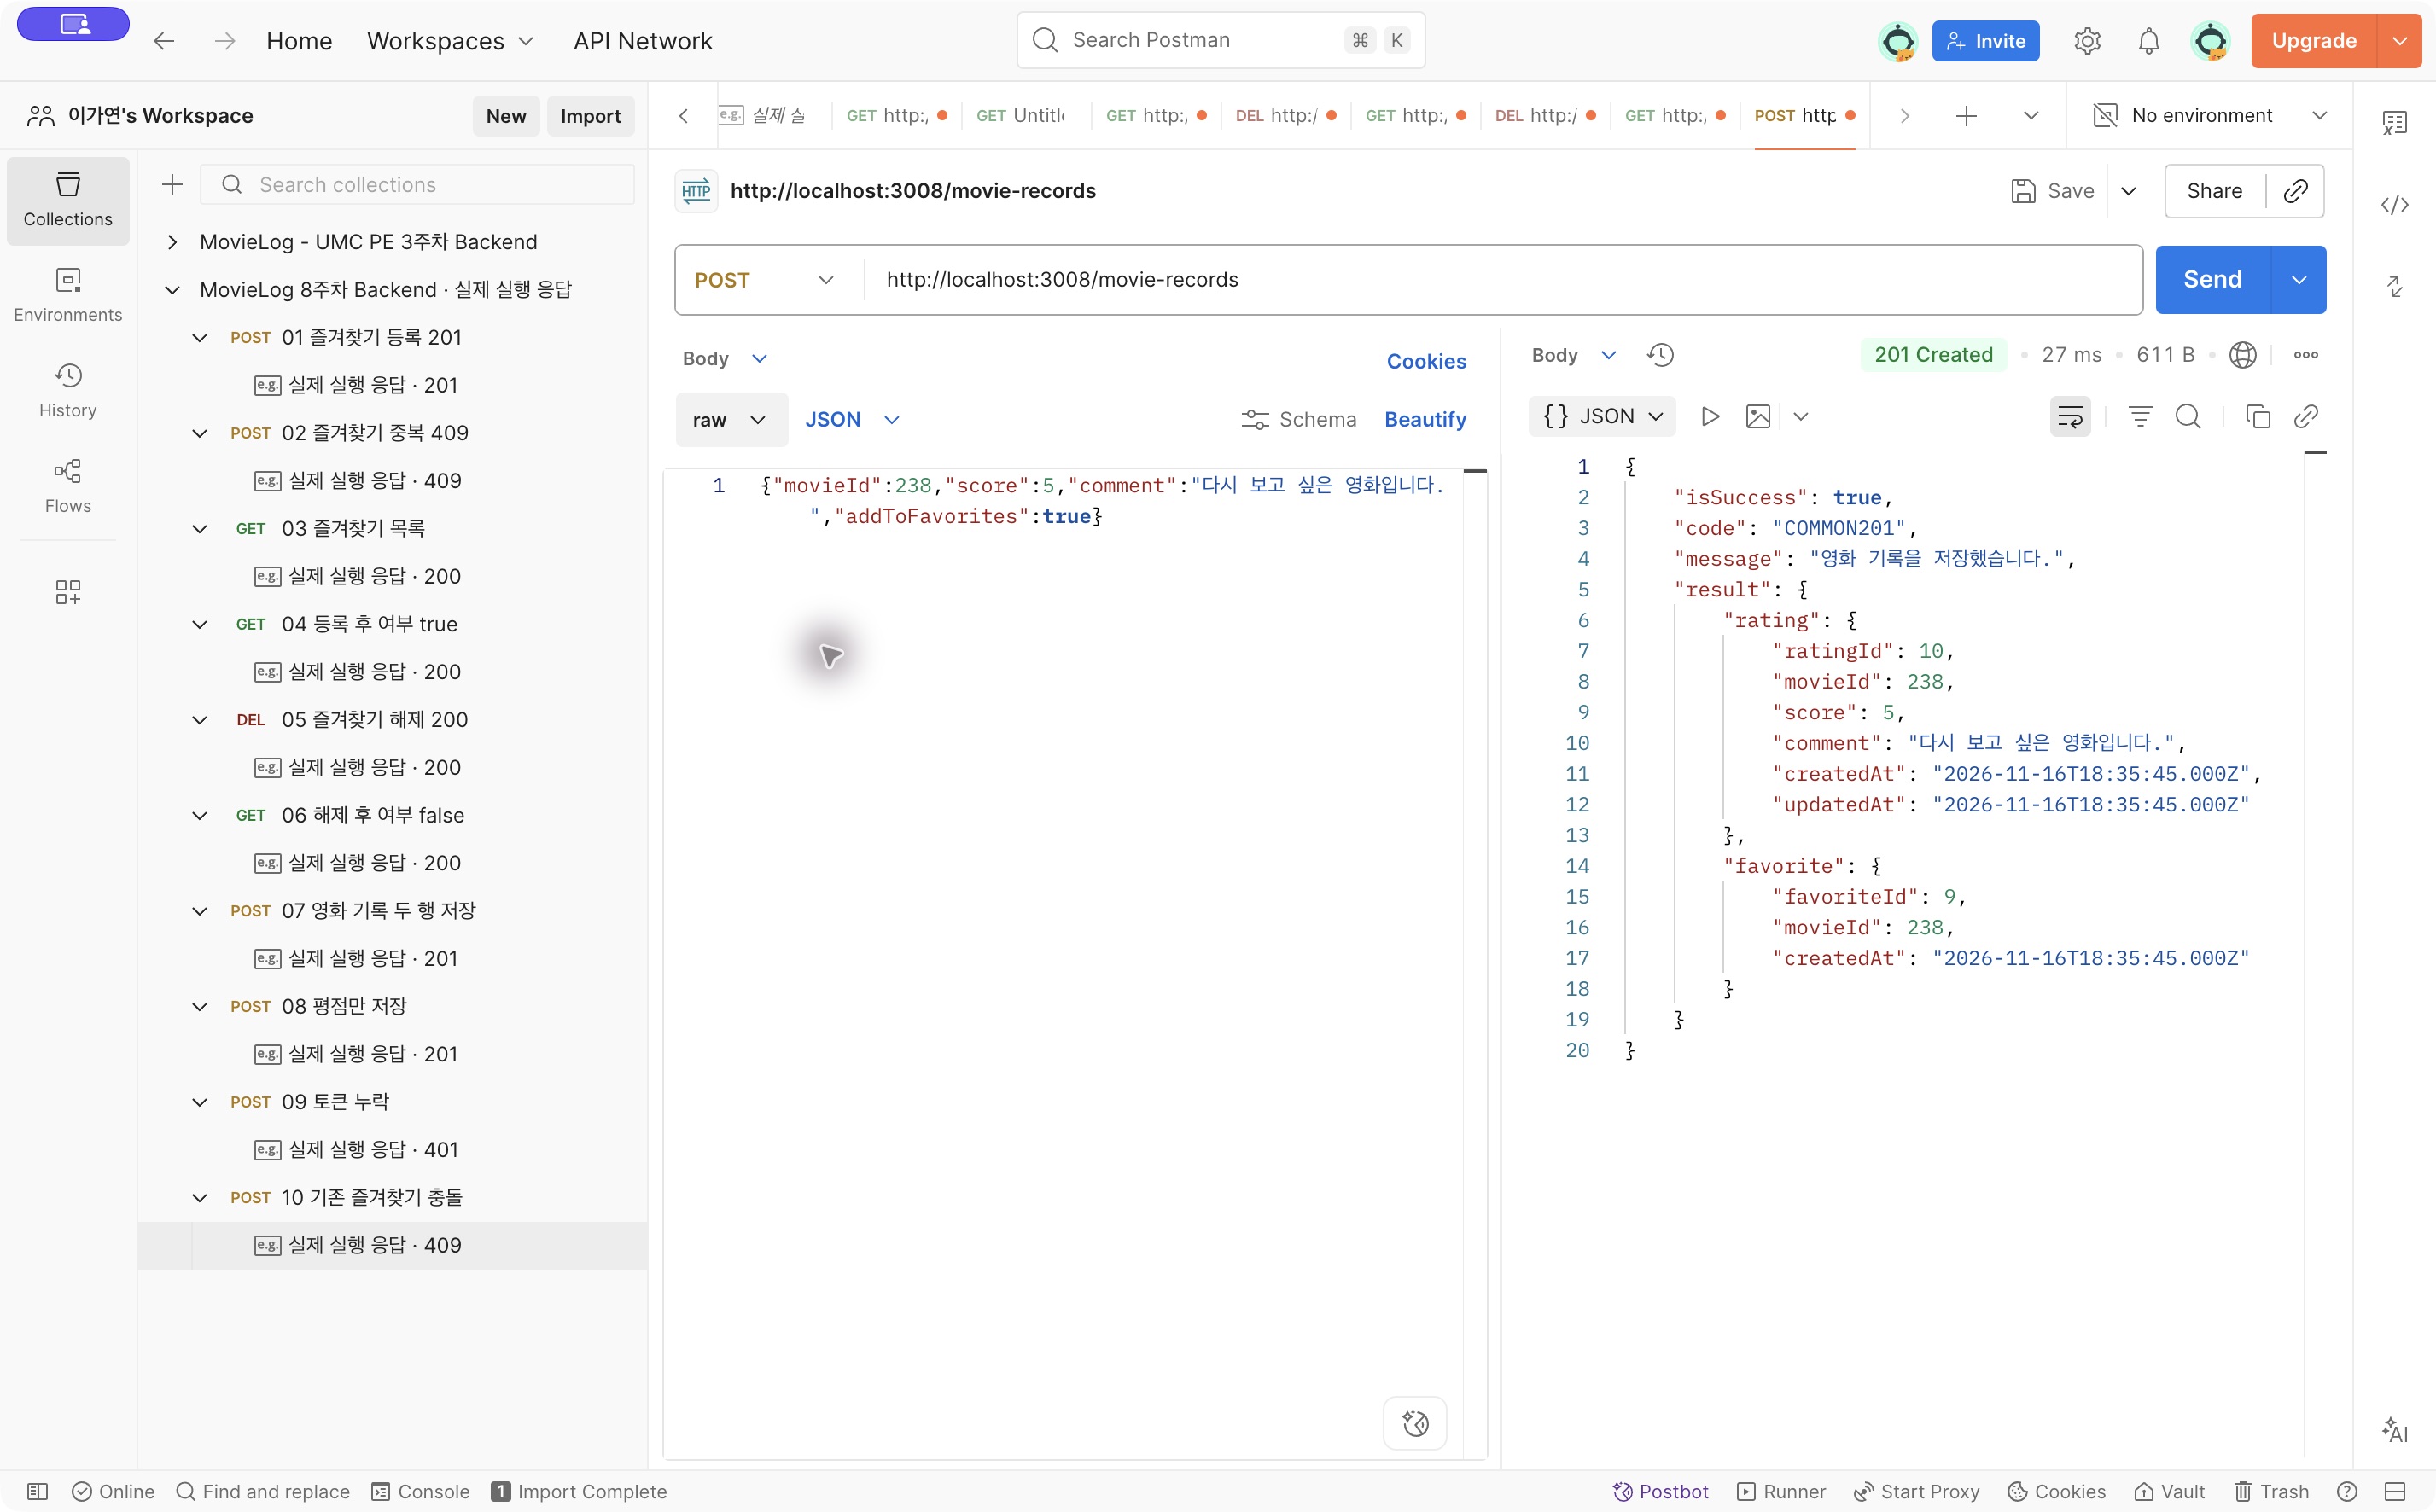 Home
Workspaces
API Network
Search Postman
⌘ K
Invite
Upgrade
이가연's Workspace
New
Import
e.g. 실제 실
GET http:/
GET Untitl
GET http:/
DEL http:/
GET http:/
DEL http:/
GET http:/
POST http
No environment
Collections
Environments
History
Flows
Search collections
MovieLog - UMC PE 3주차 Backend
MovieLog 8주차 Backend · 실제 실행 응답
POST 01 즐겨찾기 등록 201
e.g. 실제 실행 응답 · 201
POST 02 즐겨찾기 중복 409
e.g. 실제 실행 응답 · 409
GET 03 즐겨찾기 목록
e.g. 실제 실행 응답 · 200
GET 04 등록 후 여부 true
e.g. 실제 실행 응답 · 200
DEL 05 즐겨찾기 해제 200
e.g. 실제 실행 응답 · 200
GET 06 해제 후 여부 false
e.g. 실제 실행 응답 · 200
POST 07 영화 기록 두 행 저장
e.g. 실제 실행 응답 · 201
POST 08 평점만 저장
e.g. 실제 실행 응답 · 201
POST 09 토큰 누락
e.g. 실제 실행 응답 · 401
POST 10 기존 즐겨찾기 충돌
e.g. 실제 실행 응답 · 409
HTTP http://localhost:3008/movie-records
Save
Share
POST http://localhost:3008/movie-records
Send
Body
Cookies
raw JSON
Schema
Beautify
1 {"movieId":238,"score":5,"comment":"다시 보고 싶은 영화입니다.
","addToFavorites":true}
Body
201 Created • 27 ms • 611 B •
{} JSON
1 {
2 "isSuccess": true,
3 "code": "COMMON201",
4 "message": "영화 기록을 저장했습니다.",
5 "result": {
6 "rating": {
7 "ratingId": 10,
8 "movieId": 238,
9 "score": 5,
10 "comment": "다시 보고 싶은 영화입니다.",
11 "createdAt": "2026-11-16T18:35:45.000Z",
12 "updatedAt": "2026-11-16T18:35:45.000Z"
13 },
14 "favorite": {
15 "favoriteId": 9,
16 "movieId": 238,
17 "createdAt": "2026-11-16T18:35:45.000Z"
18 }
19 }
20 }
AI
Online
Find and replace
Console
1 Import Complete
Postbot
Runner
Start Proxy
Cookies
Vault
Trash